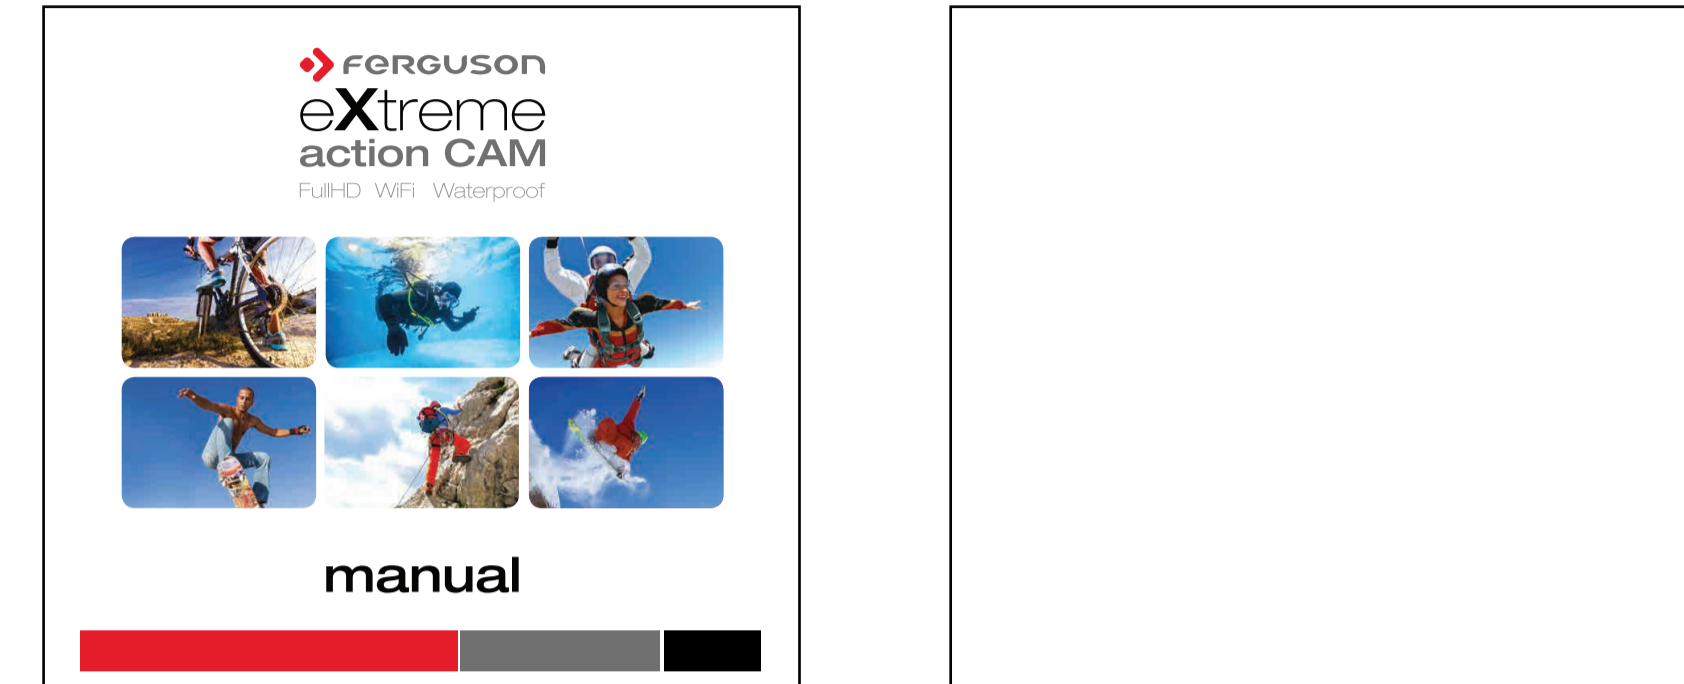 FERGUSON
eXtreme
action CAM
FullHD WiFi Waterproof
manual